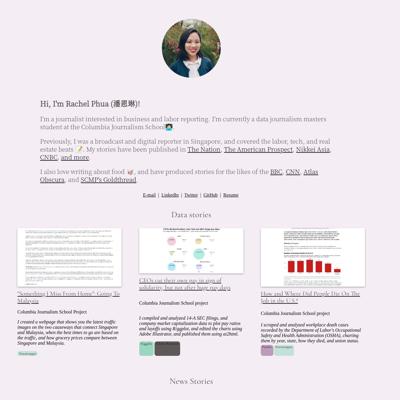 Hi, I'm Rachel Phua (潘恩琳)!
I'm a journalist interested in business and labor reporting. I'm currently a data journalism masters
student at the Columbia Journalism School
Previously, I was a broadcast and digital reporter in Singapore, and covered the labor, tech, and real
estate beats. My stories have been published in The Nation, The American Prospect, Nikkei Asia,
CNBC, and more.
I also love writing about food, and have produced stories for the likes of the BBC, CNN, Atlas
Obscura, and SCMP's Goldthread.
E-mail | LinkedIn | Twitter | GitHub | Resume
Data stories
"Something I Miss From Home": Going To
Malaysia
Columbia Journalism School project
I created a webpage that shows you the latest traffic
images on the two causeways that connect Singapore
and Malaysia, when the best times to go are based on
the traffic, and how grocery prices compare between
Singapore and Malaysia.
CEOs cut their own pay in sign of
solidarity, but not after huge pay days
Columbia Journalism School project
I compiled and analyzed 14-A SEC filings, and
company market capitalization data to plot pay ratios
and layoffs using R/ggplot, and edited the charts using
Adobe Illustrator, and published them using ai2html.
How and Where Did People Die On The
Job in the U.S?
Columbia Journalism School project
I scraped and analyzed workplace death cases
recorded by the Department of Labor's Occupational
Safety and Health Administration (OSHA), charting
them by year, state, how they died, and union status.
News Stories